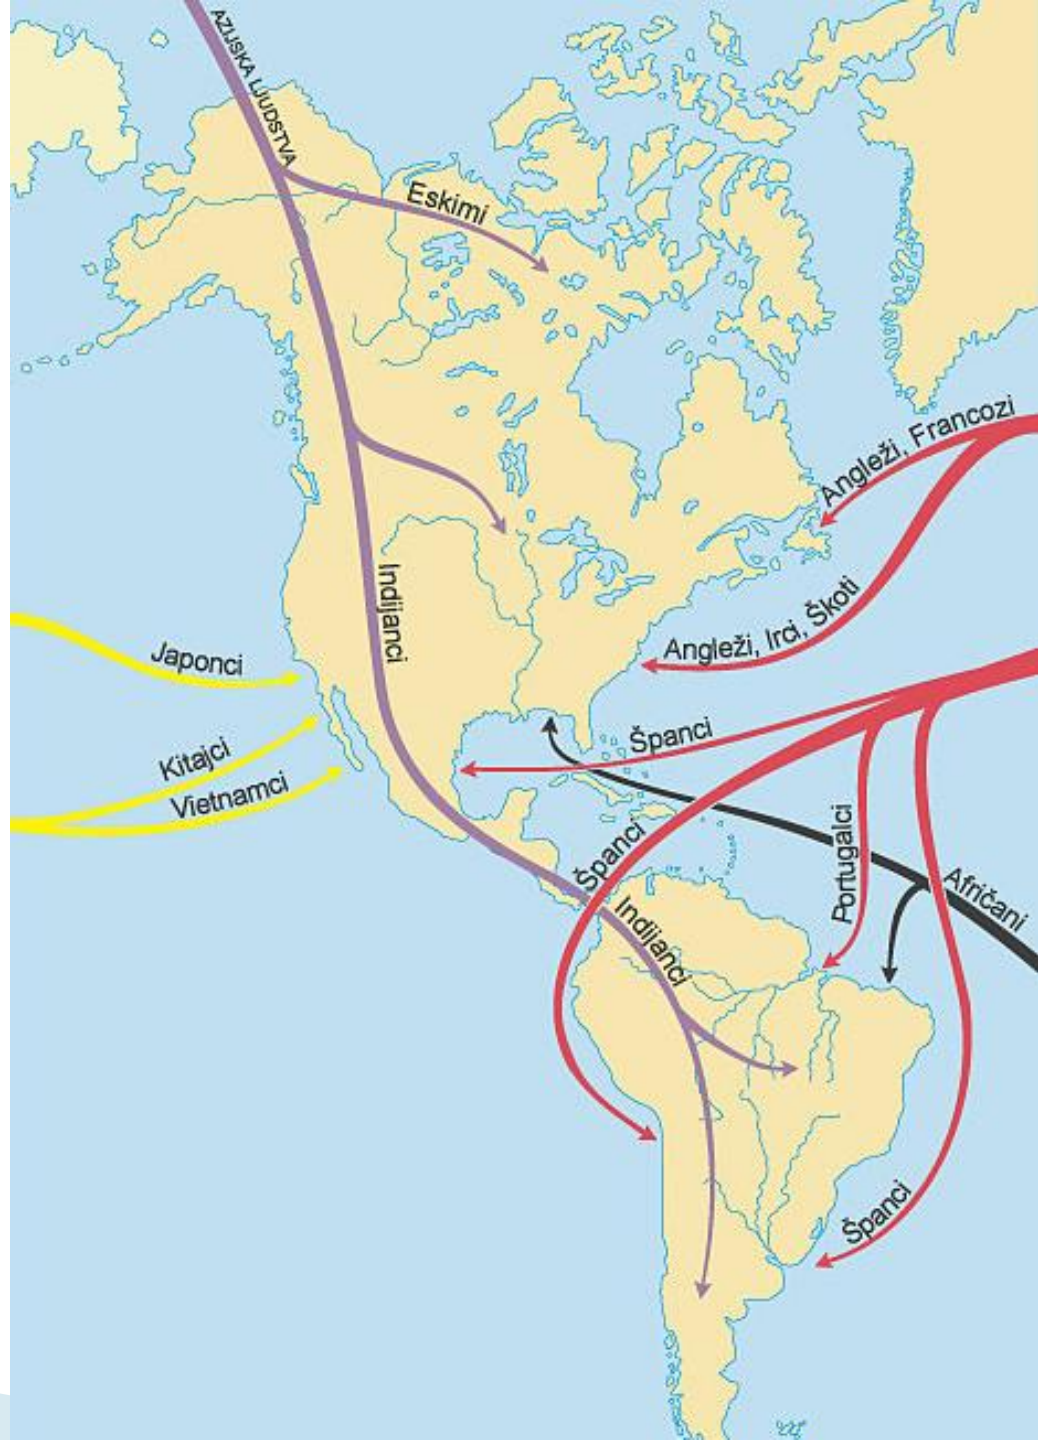 AZIJSKA LJUDSTVA
Eskimi
Angleži, Francozi
Indijanci
Angleži, Irci, Škoti
Japonci
Španci
Kitajci
Vietnamci
Portugalci
Španci
Afričani
Indijanci
Španci